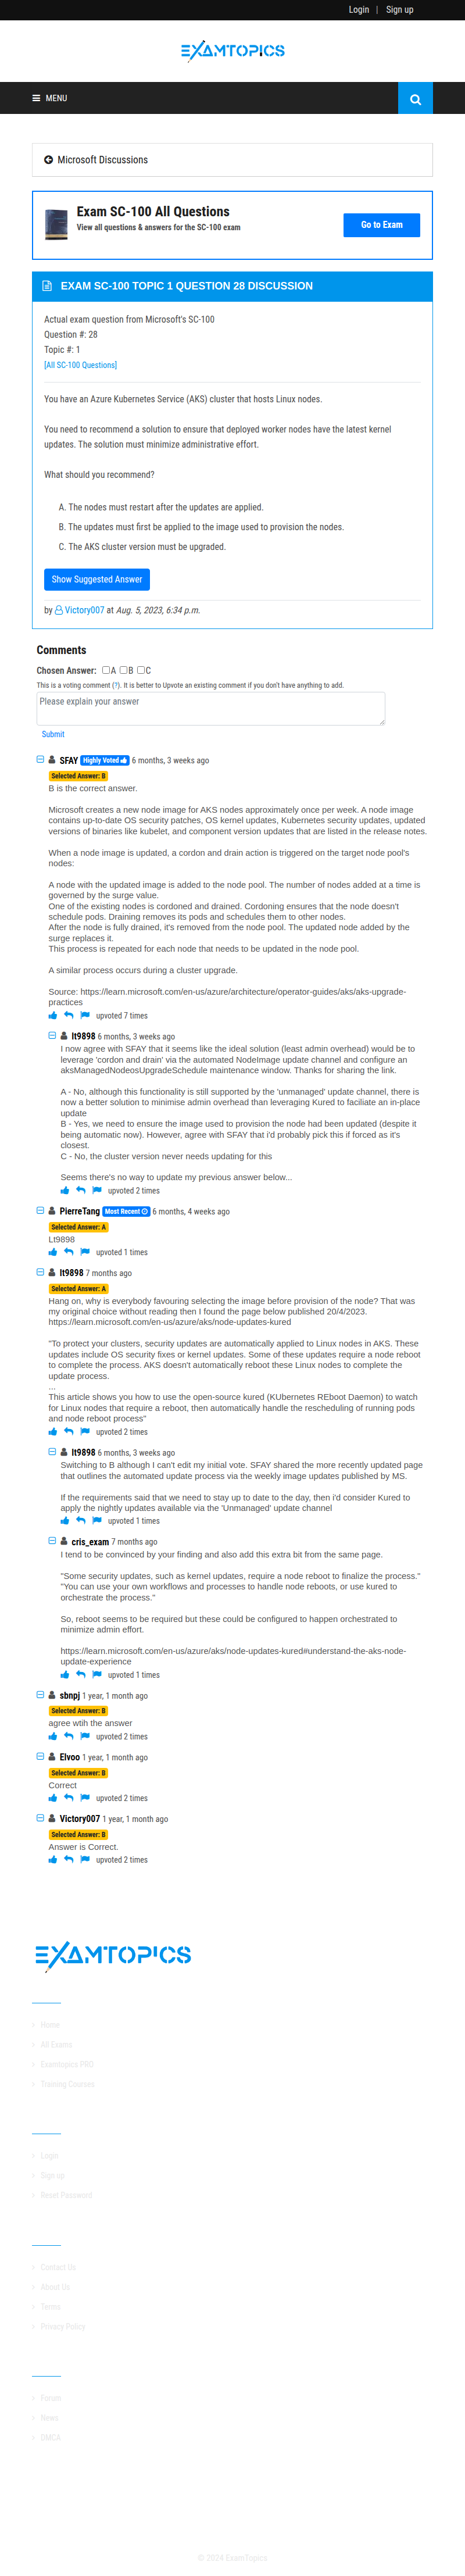 Login | Sign up
EXAMTOPICS
MENU
Microsoft Discussions
Exam SC-100 All Questions
View all questions & answers for the SC-100 exam
Go to Exam
EXAM SC-100 TOPIC 1 QUESTION 28 DISCUSSION
Actual exam question from Microsoft's SC-100
Question #: 28
Topic #: 1
[All SC-100 Questions]
You have an Azure Kubernetes Service (AKS) cluster that hosts Linux nodes.
You need to recommend a solution to ensure that deployed worker nodes have the latest kernel
updates. The solution must minimize administrative effort.
What should you recommend?
A. The nodes must restart after the updates are applied.
B. The updates must first be applied to the image used to provision the nodes.
C. The AKS cluster version must be upgraded.
Show Suggested Answer
by Victory007 at Aug. 5, 2023, 6:34 p.m.
Comments
Chosen Answer: A B C
This is a voting comment (?). It is better to Upvote an existing comment if you don't have anything to add.
Please explain your answer
Submit
SFAY Highly Voted 6 months, 3 weeks ago
Selected Answer: B
B is the correct answer.
Microsoft creates a new node image for AKS nodes approximately once per week. A node image
contains up-to-date OS security patches, OS kernel updates, Kubernetes security updates, updated
versions of binaries like kubelet, and component version updates that are listed in the release notes.
When a node image is updated, a cordon and drain action is triggered on the target node pool's
nodes:
A node with the updated image is added to the node pool. The number of nodes added at a time is
governed by the surge value.
One of the existing nodes is cordoned and drained. Cordoning ensures that the node doesn't
schedule pods. Draining removes its pods and schedules them to other nodes.
After the node is fully drained, it's removed from the node pool. The updated node added by the
surge replaces it.
This process is repeated for each node that needs to be updated in the node pool.
A similar process occurs during a cluster upgrade.
Source: https://learn.microsoft.com/en-us/azure/architecture/operator-guides/aks/aks-upgrade-
practices
upvoted 7 times
lt9898 6 months, 3 weeks ago
I now agree with SFAY that it seems like the ideal solution (least admin overhead) would be to
leverage 'cordon and drain' via the automated NodeImage update channel and configure an
aksManagedNodeosUpgradeSchedule maintenance window. Thanks for sharing the link.
A - No, although this functionality is still supported by the 'unmanaged' update channel, there is
now a better solution to minimise admin overhead than leveraging Kured to faciliate an in-place
update
B - Yes, we need to ensure the image used to provision the node had been updated (despite it
being automatic now). However, agree with SFAY that i'd probably pick this if forced as it's
closest.
C - No, the cluster version never needs updating for this
Seems there's no way to update my previous answer below...
upvoted 2 times
PierreTang Most Recent 6 months, 4 weeks ago
Selected Answer: A
Lt9898
upvoted 1 times
lt9898 7 months ago
Selected Answer: A
Hang on, why is everybody favouring selecting the image before provision of the node? That was
my original choice without reading then I found the page below published 20/4/2023.
https://learn.microsoft.com/en-us/azure/aks/node-updates-kured
"To protect your clusters, security updates are automatically applied to Linux nodes in AKS. These
updates include OS security fixes or kernel updates. Some of these updates require a node reboot
to complete the process. AKS doesn't automatically reboot these Linux nodes to complete the
update process.
...
This article shows you how to use the open-source kured (KUbernetes REboot Daemon) to watch
for Linux nodes that require a reboot, then automatically handle the rescheduling of running pods
and node reboot process"
upvoted 2 times
lt9898 6 months, 3 weeks ago
Switching to B although I can't edit my initial vote. SFAY shared the more recently updated page
that outlines the automated update process via the weekly image updates published by MS.
If the requirements said that we need to stay up to date to the day, then i'd consider Kured to
apply the nightly updates available via the 'Unmanaged' update channel
upvoted 1 times
cris_exam 7 months ago
I tend to be convinced by your finding and also add this extra bit from the same page.
"Some security updates, such as kernel updates, require a node reboot to finalize the process."
"You can use your own workflows and processes to handle node reboots, or use kured to
orchestrate the process."
So, reboot seems to be required but these could be configured to happen orchestrated to
minimize admin effort.
https://learn.microsoft.com/en-us/azure/aks/node-updates-kured#understand-the-aks-node-
update-experience
upvoted 1 times
sbnpj 1 year, 1 month ago
Selected Answer: B
agree wtih the answer
upvoted 2 times
Elvoo 1 year, 1 month ago
Selected Answer: B
Correct
upvoted 2 times
Victory007 1 year, 1 month ago
Selected Answer: B
Answer is Correct.
upvoted 2 times
EXAMTOPICS
Home
All Exams
Examtopics PRO
Training Courses
Login
Sign up
Reset Password
Contact Us
About Us
Terms
Privacy Policy
Forum
News
DMCA
© 2024 ExamTopics